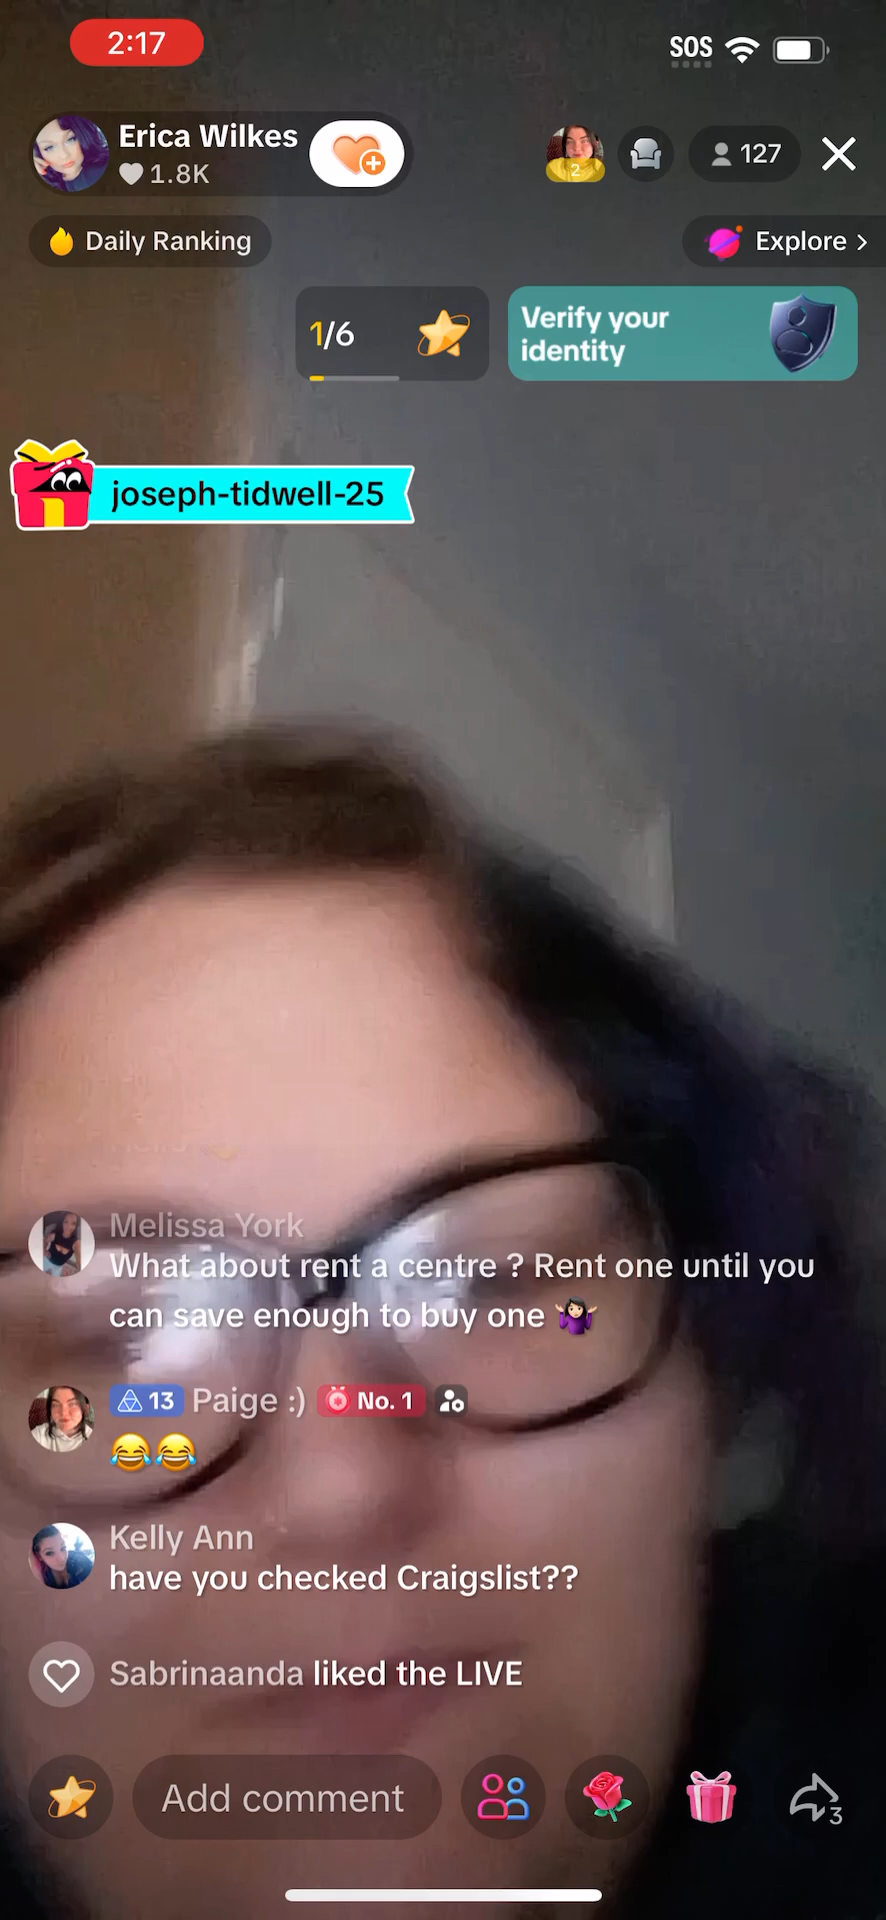 2:17
SOS
Erica Wilkes
1.8K
2
127
Daily Ranking
Explore >
1/6
Verify your
identity
joseph-tidwell-25
Melissa York
What about rent a centre ? Rent one until you
can save enough to buy one 🤷🏻‍♀️
13 Paige :) No. 1
😂😂
Kelly Ann
have you checked Craigslist??
Sabrinaanda liked the LIVE
Add comment
3